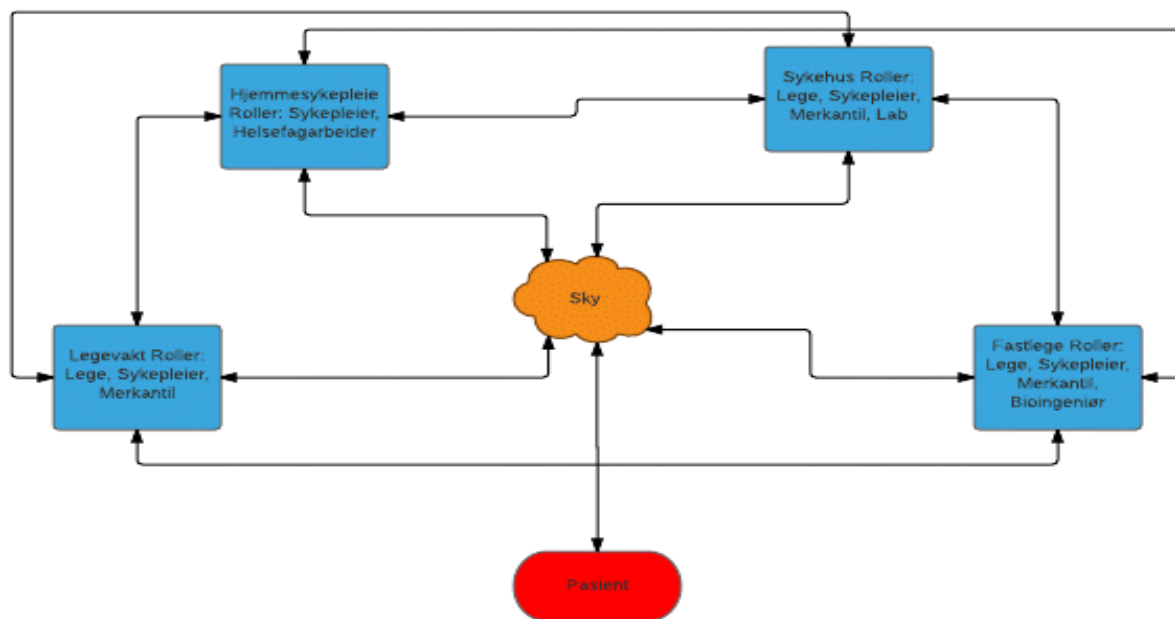 Hjemmesykepleie
Roller: Sykepleier,
Helsefagarbeider
Sykehus Roller:
Lege, Sykepleier,
Merkantil, Lab
Sky
Legevakt Roller:
Lege, Sykepleier,
Merkantil
Fastlege Roller:
Lege, Sykepleier,
Merkantil,
Bioingeniør
Pasient